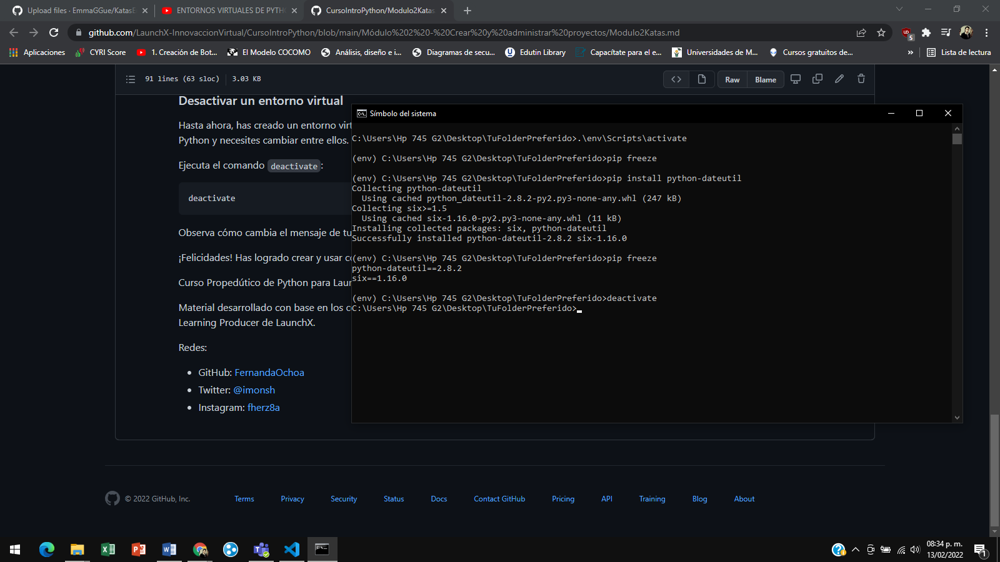 Upload files · EmmaGGue/KatasE
ENTORNOS VIRTUALES DE PYTHO
CursoIntroPython/Modulo2Katas
github.com/LaunchX-InnovaccionVirtual/CursoIntroPython/blob/main/Módulo%202%20-%20Crear%20y%20administrar%20proyectos/Modulo2Katas.md
5
Aplicaciones
CYRI Score
1. Creación de Bot...
El Modelo COCOMO
Análisis, diseño e i...
Diagramas de secu...
Edutin Library
Capacítate para el e...
Universidades de M...
Cursos gratuitos de...
»
Lista de lectura
91 lines (63 sloc)
3.03 KB
Raw
Blame
Desactivar un entorno virtual
Hasta ahora, has creado un entorno virt
Python y necesites cambiar entre ellos.
Ejecuta el comando deactivate:
deactivate
Observa cómo cambia el mensaje de tu
¡Felicidades! Has logrado crear y usar co
Curso Propedútico de Python para Laun
Material desarrollado con base en los co
Learning Producer de LaunchX.
Redes:
• GitHub: FernandaOchoa
• Twitter: @imonsh
• Instagram: fherz8a
Símbolo del sistema
C:\Users\Hp 745 G2\Desktop\TuFolderPreferido>.\env\Scripts\activate
(env) C:\Users\Hp 745 G2\Desktop\TuFolderPreferido>pip freeze
(env) C:\Users\Hp 745 G2\Desktop\TuFolderPreferido>pip install python-dateutil
Collecting python-dateutil
Using cached python_dateutil-2.8.2-py2.py3-none-any.whl (247 kB)
Collecting six>=1.5
Using cached six-1.16.0-py2.py3-none-any.whl (11 kB)
Installing collected packages: six, python-dateutil
Successfully installed python-dateutil-2.8.2 six-1.16.0
(env) C:\Users\Hp 745 G2\Desktop\TuFolderPreferido>pip freeze
python-dateutil==2.8.2
six==1.16.0
(env) C:\Users\Hp 745 G2\Desktop\TuFolderPreferido>deactivate
C:\Users\Hp 745 G2\Desktop\TuFolderPreferido>
© 2022 GitHub, Inc.
Terms
Privacy
Security
Status
Docs
Contact GitHub
Pricing
API
Training
Blog
About
08:34 p. m.
13/02/2022
1